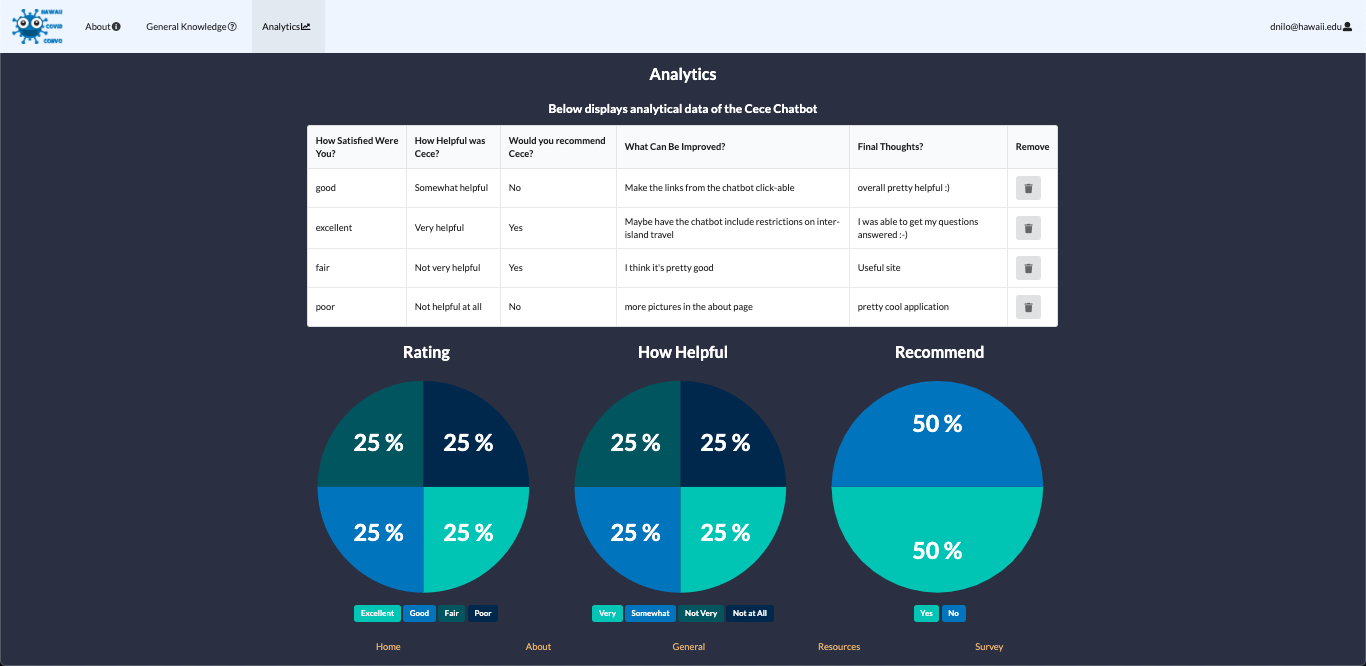 HAWAII
COVID
CONVO
About
General Knowledge
Analytics
dnilo@hawaii.edu
Analytics
Below displays analytical data of the Cece Chatbot
How Satisfied Were You?
How Helpful was Cece?
Would you recommend Cece?
What Can Be Improved?
Final Thoughts?
Remove
good
Somewhat helpful
No
Make the links from the chatbot click-able
overall pretty helpful :)
excellent
Very helpful
Yes
Maybe have the chatbot include restrictions on inter-
island travel
I was able to get my questions
answered :-)
fair
Not very helpful
Yes
I think it's pretty good
Useful site
poor
Not helpful at all
No
more pictures in the about page
pretty cool application
Rating
How Helpful
Recommend
25 %
25 %
25 %
25 %
25 %
25 %
25 %
25 %
50 %
50 %
Excellent
Good
Fair
Poor
Very
Somewhat
Not Very
Not at All
Yes
No
Home
About
General
Resources
Survey